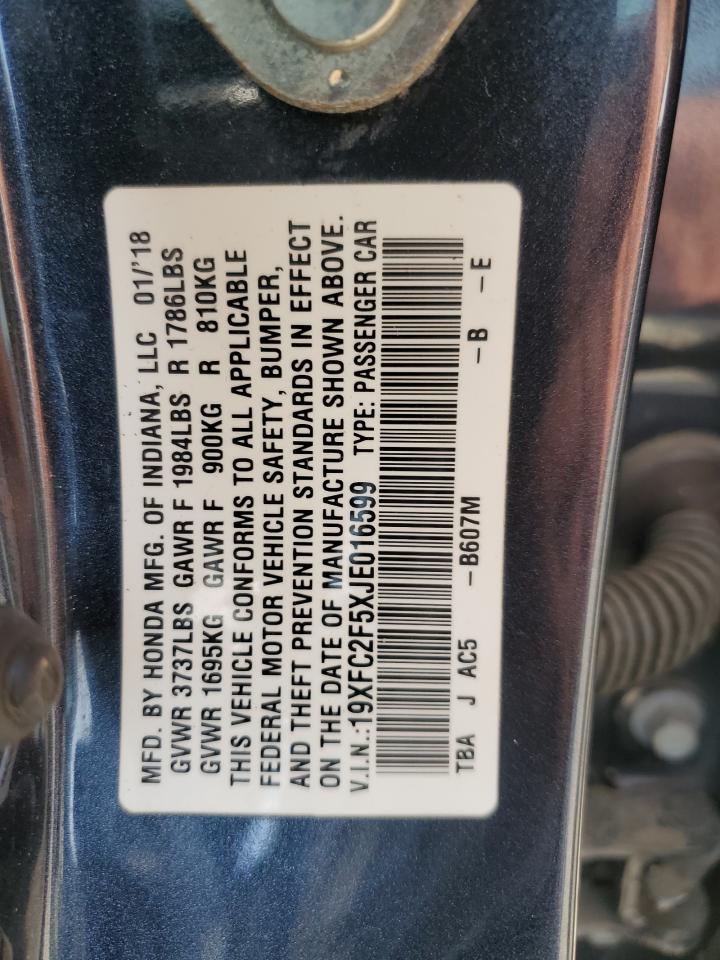 MFD. BY HONDA MFG. OF INDIANA, LLC 01/'18
GVWR 3737LBS GAWR F 1984LBS R 1786LBS
GVWR 1695KG GAWR F 900KG R 810KG
THIS VEHICLE CONFORMS TO ALL APPLICABLE
FEDERAL MOTOR VEHICLE SAFETY, BUMPER,
AND THEFT PREVENTION STANDARDS IN EFFECT
ON THE DATE OF MANUFACTURE SHOWN ABOVE.
V.I.N.:19XFC2F5XJE016599 TYPE: PASSENGER CAR
TBA J AC5 -B607M -B -E